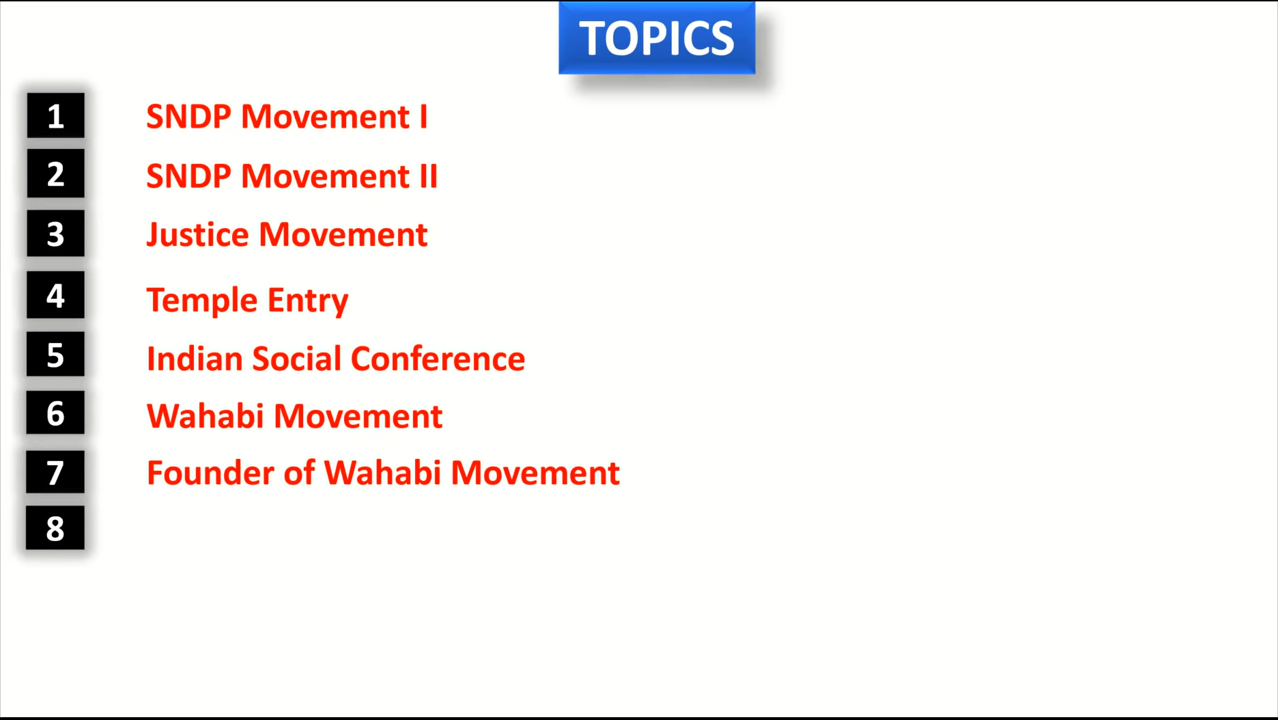 TOPICS
1 SNDP Movement I
2 SNDP Movement II
3 Justice Movement
4 Temple Entry
5 Indian Social Conference
6 Wahabi Movement
7 Founder of Wahabi Movement
8